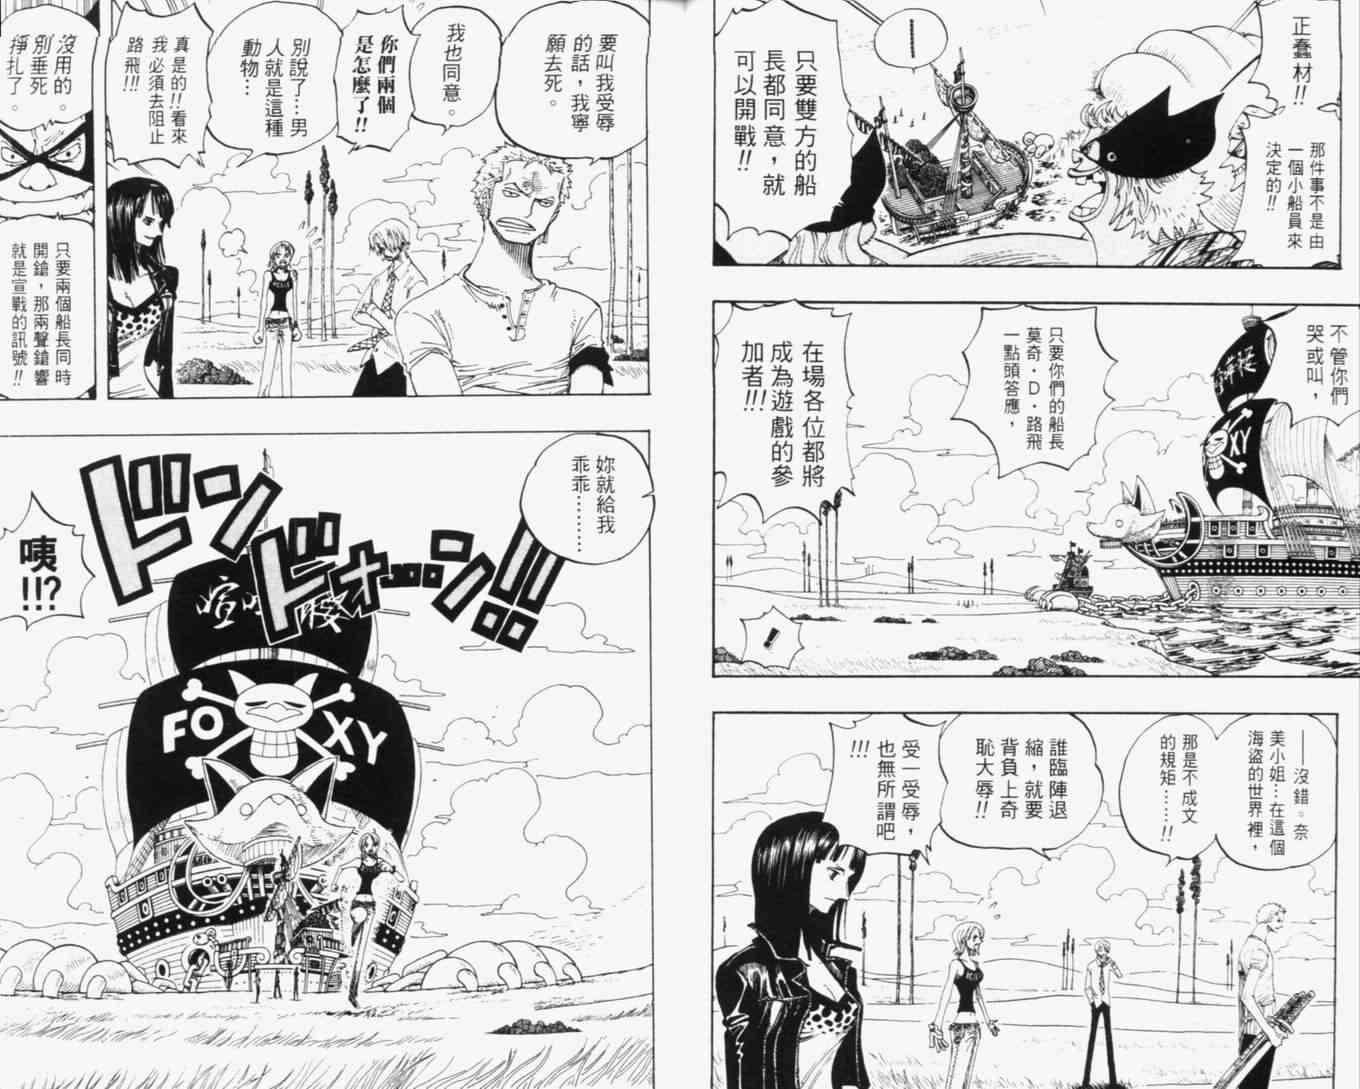 正蠢材!!
那件事不是由
一個小船員來
決定的!!
只要雙方的船
長都同意，就
可以開戰!!
不管你們
哭或叫，
只要你們的船長
莫奇・D・路飛
一點頭答應，
在場各位都將
成為遊戲的參
加者!!!
XY
!
——沒錯。奈
美小姐…在這個
海盜的世界裡，
那是不成文
的規矩……!!
誰臨陣退
縮，就要
背負上奇
恥大辱!!
受一受辱，
也無所謂吧
!!!
要叫我受辱
的話，我寧
願去死。
我也同意。
你們兩個
是怎麼了!!
別說了…男
人就是這種
動物…
真是的!!看來
我必須去阻止
路飛!!!
沒用的。
別垂死
掙扎了。
只要兩個船長同時
開鎗，那兩聲鎗響
就是宣戰的訊號!!
妳就給我
乖乖………
ドンドォーン!!
FOXY
咦
!!?